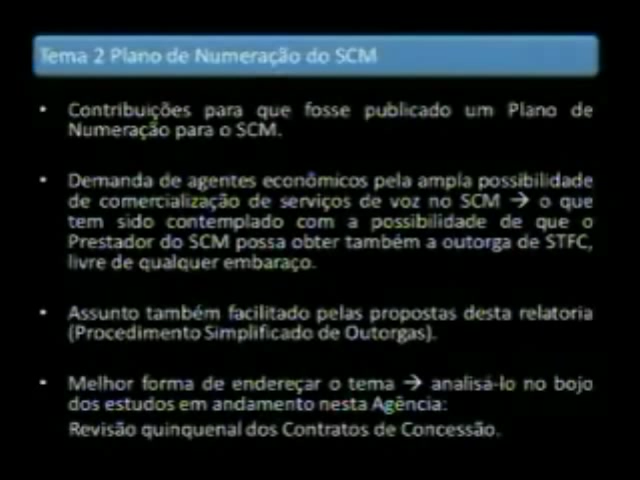 Tema 2 Plano de Numeração do SCM
• Contribuições para que fosse publicado um Plano de
Numeração para o SCM.
• Demanda de agentes econômicos pela ampla possibilidade
de comercialização de serviços de voz no SCM → o que
tem sido contemplado com a possibilidade de que o
Prestador do SCM possa obter também a outorga de STFC,
livre de qualquer embaraço.
• Assunto também facilitado pelas propostas desta relatoria
(Procedimento Simplificado de Outorgas).
• Melhor forma de endereçar o tema → analisá-lo no bojo
dos estudos em andamento nesta Agência:
Revisão quinquenal dos Contratos de Concessão.